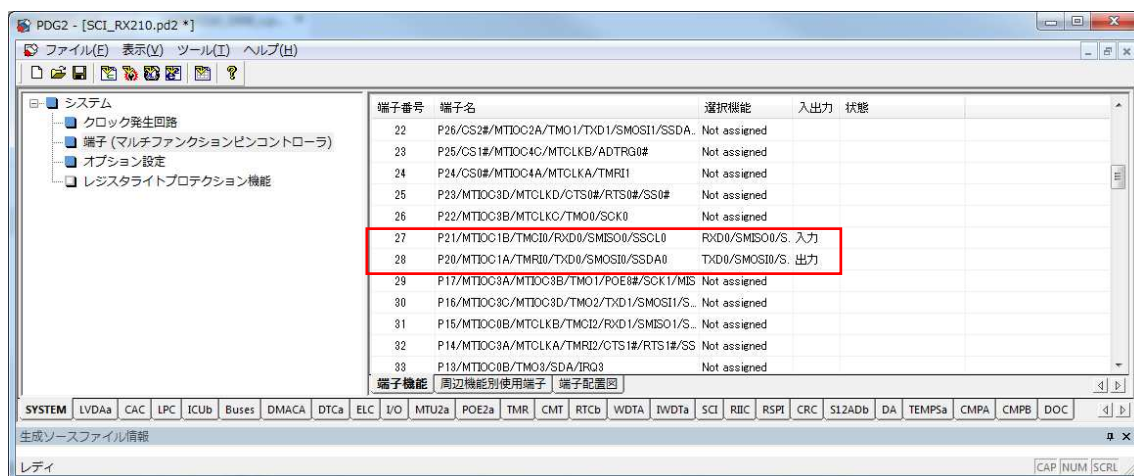 PDG2 - [SCI_RX210.pd2 *]
ファイル(F) 表示(V) ツール(T) ヘルプ(H)
システム
クロック発生回路
端子 (マルチファンクションピンコントローラ)
オプション設定
レジスタライトプロテクション機能
端子番号 端子名 選択機能 入出力 状態
22 P26/CS2#/MTIOC2A/TMO1/TXD1/SMOSI1/SSDA.. Not assigned
23 P25/CS1#/MTIOC4C/MTCLKB/ADTRG0# Not assigned
24 P24/CS0#/MTIOC4A/MTCLKA/TMRI1 Not assigned
25 P23/MTIOC3D/MTCLKD/CTS0#/RTS0#/SS0# Not assigned
26 P22/MTIOC3B/MTCLKC/TMO0/SCK0 Not assigned
27 P21/MTIOC1B/TMCI0/RXD0/SMISO0/SSCL0 RXD0/SMISO0/S.. 入力
28 P20/MTIOC1A/TMRI0/TXD0/SMOSI0/SSDA0 TXD0/SMOSI0/S.. 出力
29 P17/MTIOC3A/MTIOC3B/TMO1/POE8#/SCK1/MIS Not assigned
30 P16/MTIOC3C/MTIOC3D/TMO2/TXD1/SMOSI1/S... Not assigned
31 P15/MTIOC0B/MTCLKB/TMCI2/RXD1/SMISO1/S... Not assigned
32 P14/MTIOC3A/MTCLKA/TMRI2/CTS1#/RTS1#/SS Not assigned
33 P13/MTIOC0B/TMO3/SDA/IRQ3 Not assigned
端子機能 周辺機能別使用端子 端子配置図
SYSTEM LVDAa CAC LPC ICUb Buses DMACA DTCa ELC I/O MTU2a POE2a TMR CMT RTCb WDTA IWDTa SCI RIIC RSPI CRC S12ADb DA TEMPSa CMPA CMPB DOC
生成ソースファイル情報
レディ CAP NUM SCRL